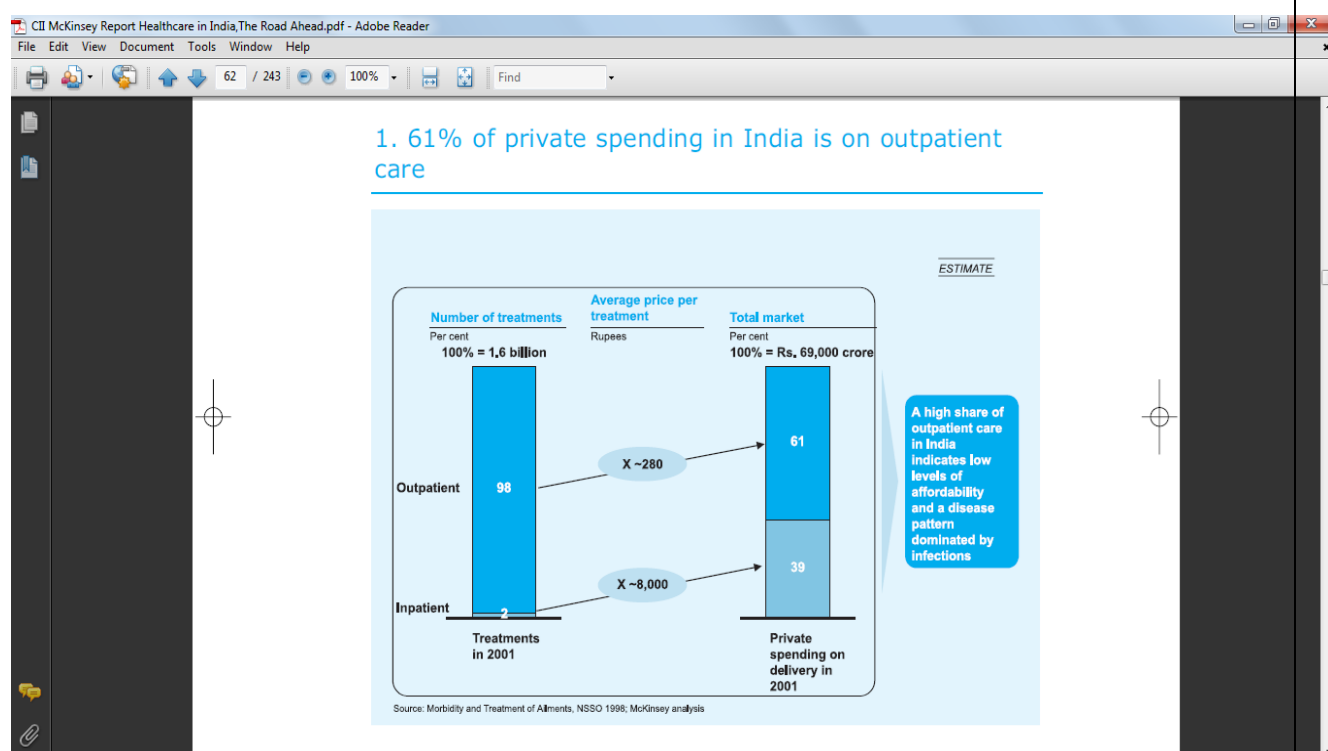 CII McKinsey Report Healthcare in India,The Road Ahead.pdf - Adobe Reader
File Edit View Document Tools Window Help
62 / 243 100% Find
1. 61% of private spending in India is on outpatient
care
ESTIMATE
Number of treatments
Per cent
100% = 1.6 billion
Average price per
treatment
Rupees
Total market
Per cent
100% = Rs. 69,000 crore
Outpatient
98
X ~280
61
Inpatient
2
X ~8,000
39
Treatments
in 2001
Private
spending on
delivery in
2001
A high share of
outpatient care
in India
indicates low
levels of
affordability
and a disease
pattern
dominated by
infections
Source: Morbidity and Treatment of Ailments, NSSO 1998; McKinsey analysis